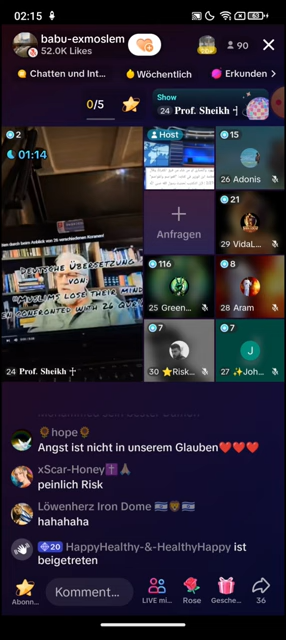 02:15
63
babu-exmoslem
52.0K Likes
90
Chatten und Int...
Wöchentlich
Erkunden >
0/5
Show
24 Prof. Sheikh
2
01:14
DEUTSCHE ÜBERSETZUNG
VON
"MUSLIMS LOSE THEIR MIND
24 Prof. Sheikh
Host
Anfragen
15
26 Adonis
21
29 VidaL...
116
25 Green...
8
28 Aram
7
30 ⭐Risk...
7
J
27 ✨Joh...
🌻hope🌻
Angst ist nicht in unserem Glauben❤️❤️❤️
xScar-Honey✝️🙏🏽
peinlich Risk
Löwenherz Iron Dome 🇮🇱🦁🇮🇱
hahahaha
20 HappyHealthy-&-HealthyHappy ist
beigetreten
Abonn...
Komment...
LIVE mi...
Rose
Gesche...
36